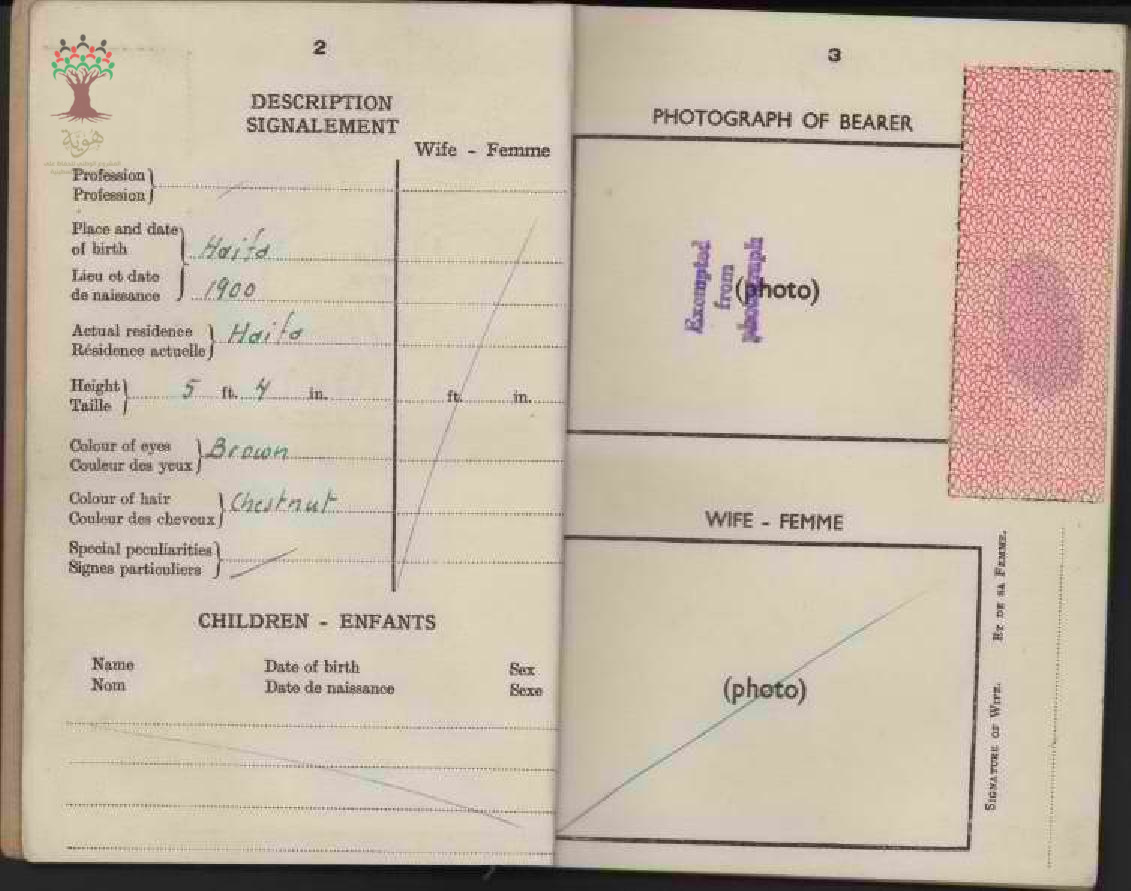 2
DESCRIPTION
SIGNALEMENT
Wife - Femme
Profession
Profession
Place and date
of birth
Haifa
Lieu et date
de naissance
1900
Actual residence
Résidence actuelle
Haifa
Height
Taille
5 ft. 4 in.
ft. in.
Colour of eyes
Couleur des yeux
Brown
Colour of hair
Couleur des cheveux
Chestnut
Special peculiarities
Signes particuliers
CHILDREN - ENFANTS
Name Date of birth Sex
Nom Date de naissance Sexe
3
PHOTOGRAPH OF BEARER
Exempted
from
photograph
(photo)
WIFE - FEMME
(photo)
SIGNATURE OF WIFE. ET DE SA FEMME.
هوية